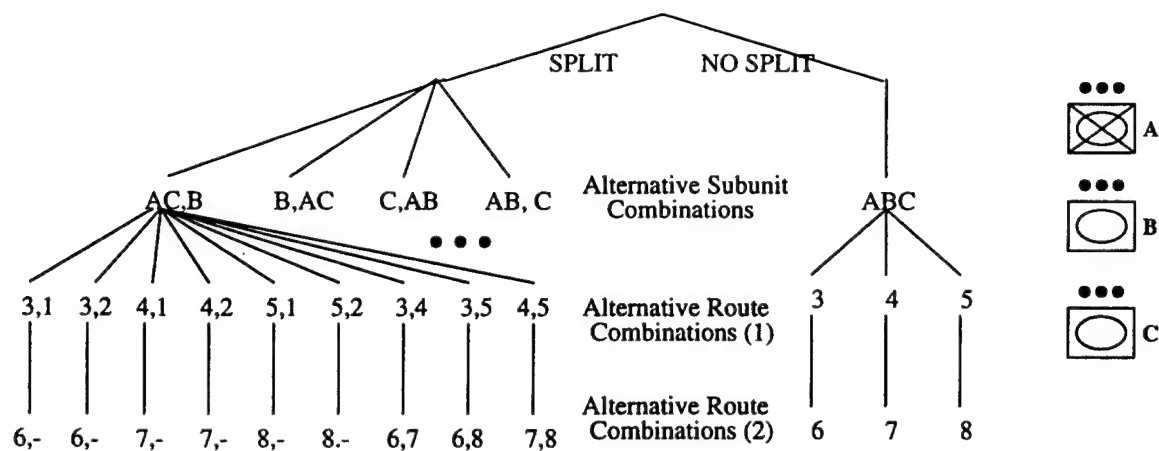 SPLIT NO SPLIT
A
AC,B B,AC C,AB AB, C Alternative Subunit Combinations ABC
B
3,1 3,2 4,1 4,2 5,1 5,2 3,4 3,5 4,5 Alternative Route Combinations (1) 3 4 5
C
6,- 6,- 7,- 7,- 8,- 8.- 6,7 6,8 7,8 Alternative Route Combinations (2) 6 7 8